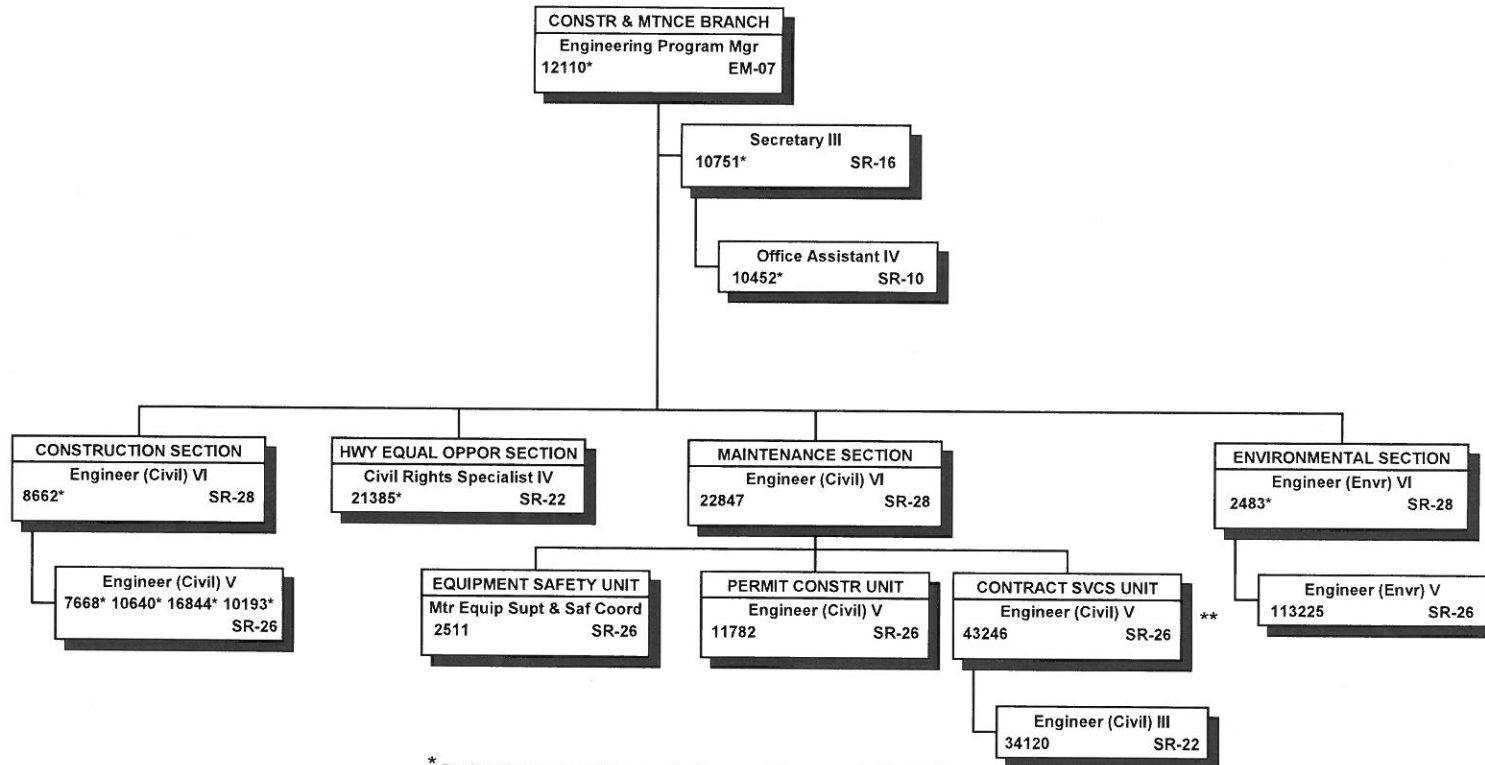 CONSTR & MTNCE BRANCH
Engineering Program Mgr
12110* EM-07
Secretary III
10751* SR-16
Office Assistant IV
10452* SR-10
CONSTRUCTION SECTION
Engineer (Civil) VI
8662* SR-28
Engineer (Civil) V
7668* 10640* 16844* 10193*
SR-26
HWY EQUAL OPPOR SECTION
Civil Rights Specialist IV
21385* SR-22
MAINTENANCE SECTION
Engineer (Civil) VI
22847 SR-28
EQUIPMENT SAFETY UNIT
Mtr Equip Supt & Saf Coord
2511 SR-26
PERMIT CONSTR UNIT
Engineer (Civil) V
11782 SR-26
CONTRACT SVCS UNIT
Engineer (Civil) V
43246 SR-26
**
Engineer (Civil) III
34120 SR-22
ENVIRONMENTAL SECTION
Engineer (Envr) VI
2483* SR-28
Engineer (Envr) V
113225 SR-26
*